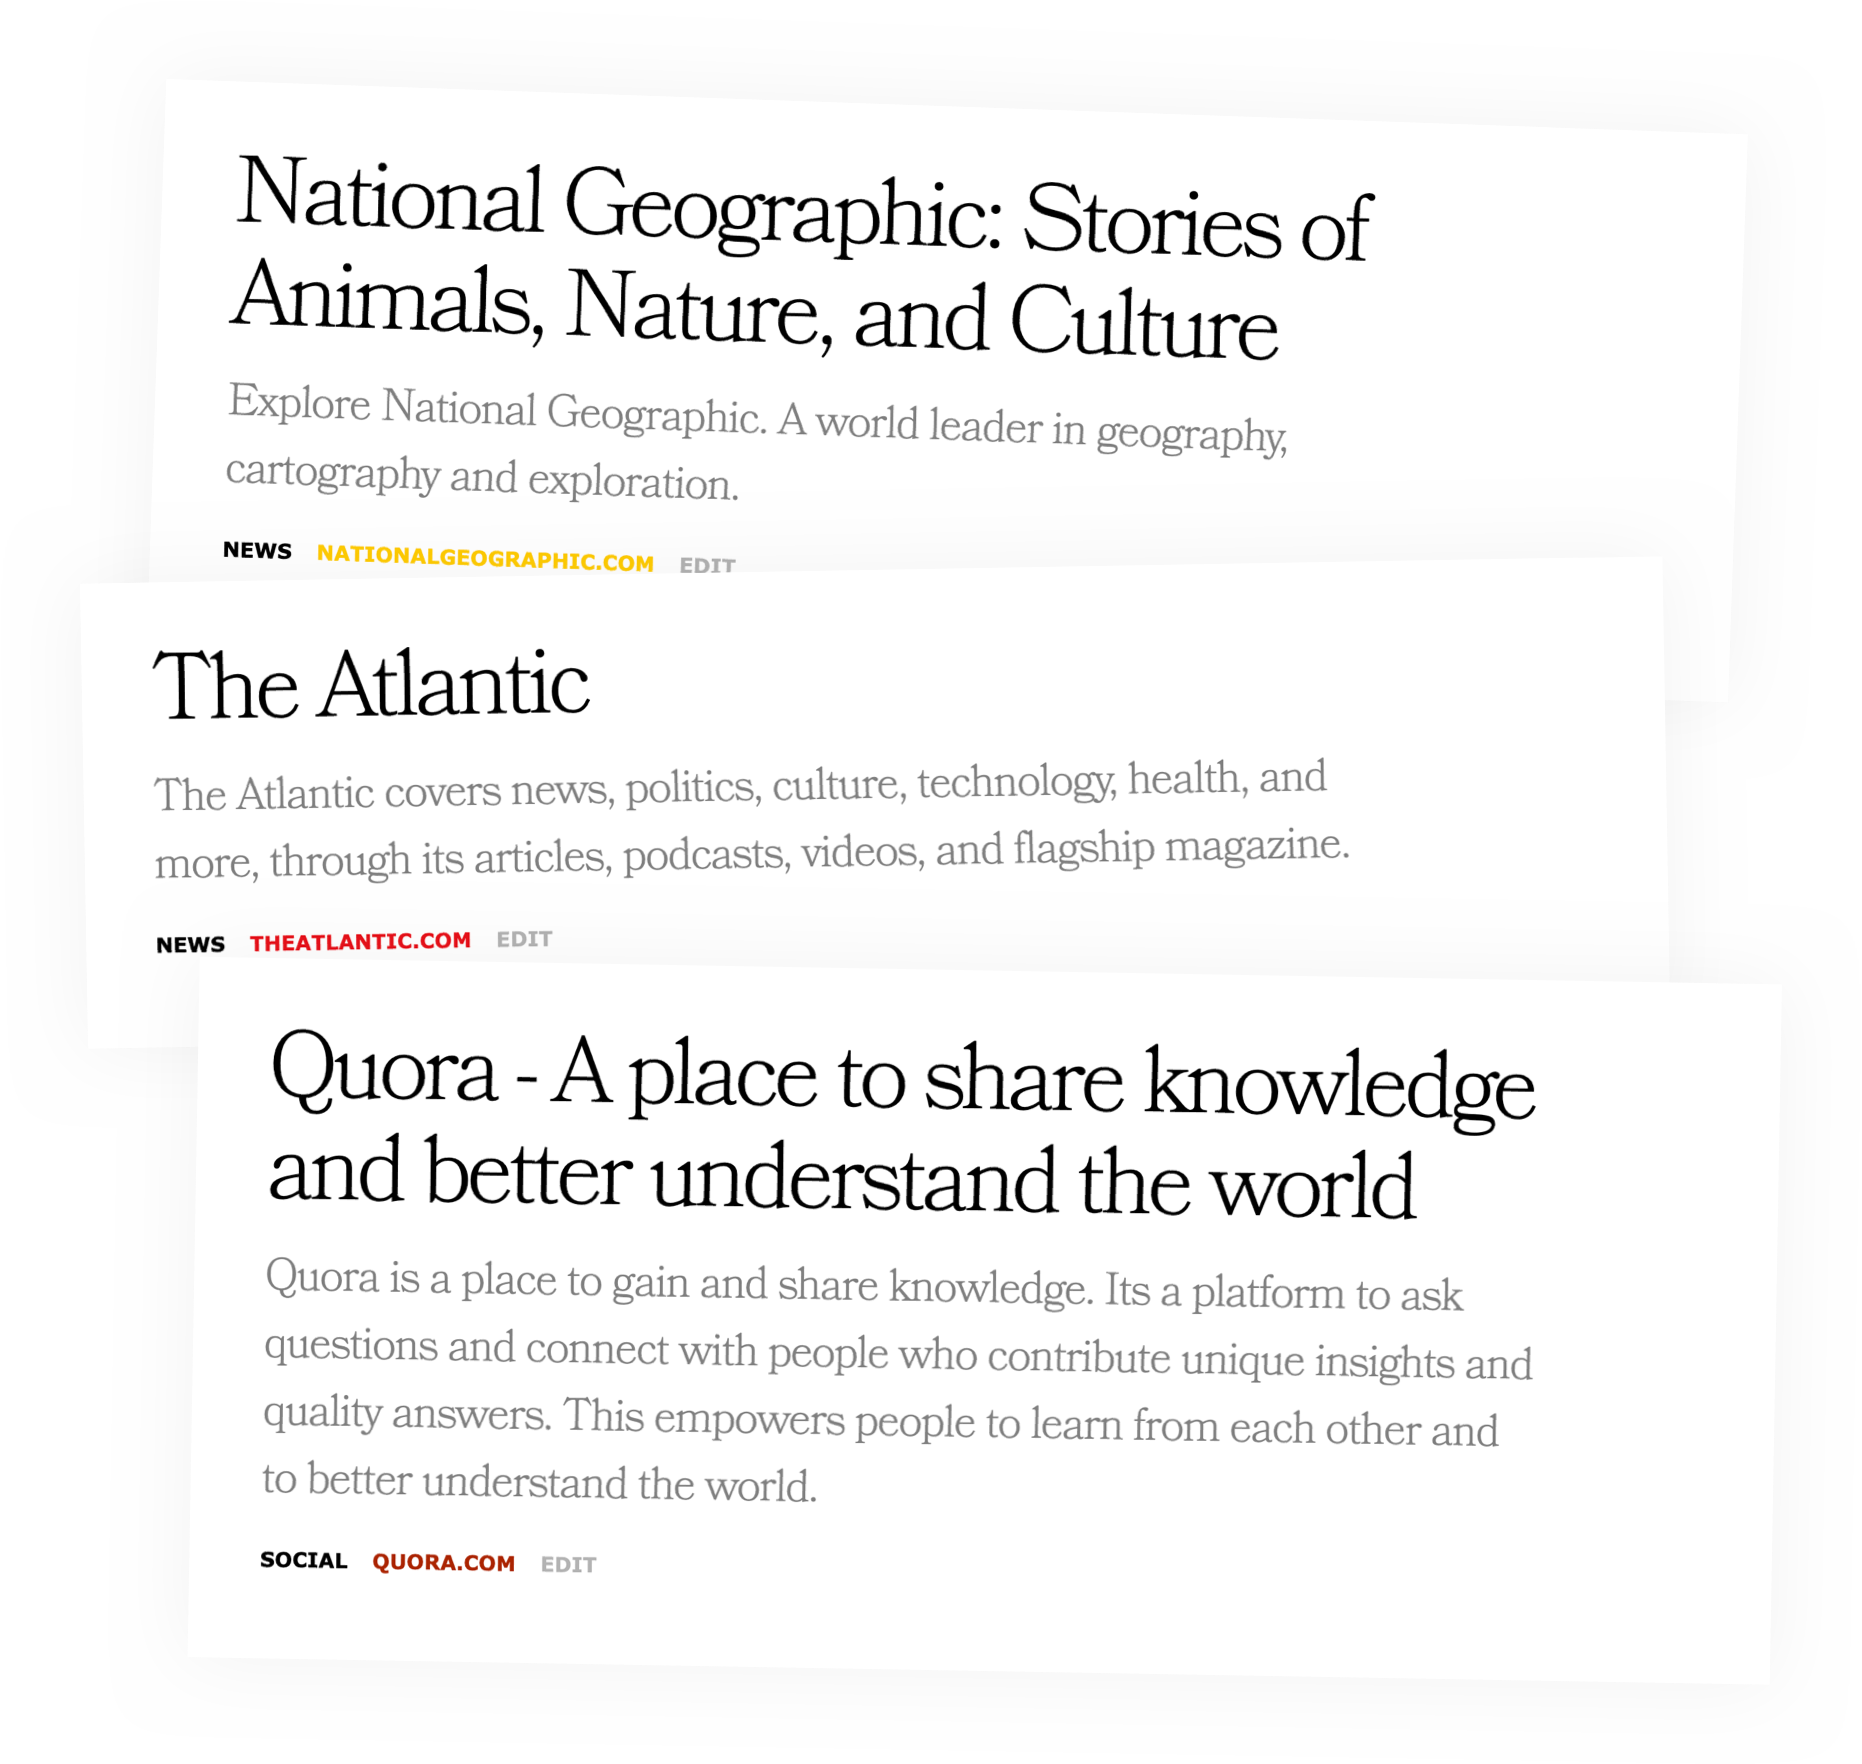 National Geographic: Stories of
Animals, Nature, and Culture
Explore National Geographic. A world leader in geography,
cartography and exploration.
NEWS NATIONALGEOGRAPHIC.COM EDIT
The Atlantic
The Atlantic covers news, politics, culture, technology, health, and
more, through its articles, podcasts, videos, and flagship magazine.
NEWS THEATLANTIC.COM EDIT
Quora - A place to share knowledge
and better understand the world
Quora is a place to gain and share knowledge. Its a platform to ask
questions and connect with people who contribute unique insights and
quality answers. This empowers people to learn from each other and
to better understand the world.
SOCIAL QUORA.COM EDIT